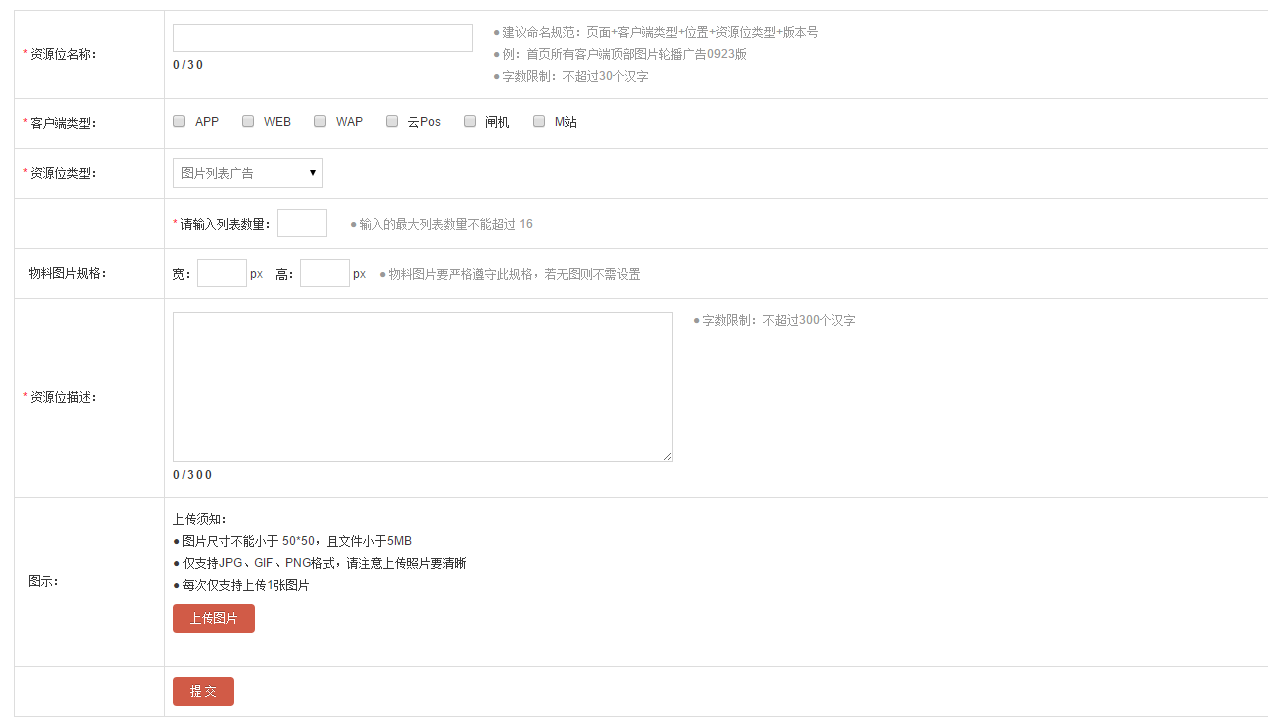 * 资源位名称：
● 建议命名规范：页面+客户端类型+位置+资源位类型+版本号
0/30
● 例：首页所有客户端顶部图片轮播广告0923版
● 字数限制：不超过30个汉字
* 客户端类型： APP WEB WAP 云Pos 闸机 M站
* 资源位类型： 图片列表广告
* 请输入列表数量： ● 输入的最大列表数量不能超过 16
物料图片规格： 宽： px 高： px ● 物料图片要严格遵守此规格，若无图则不需设置
● 字数限制：不超过300个汉字
* 资源位描述：
0/300
上传须知：
● 图片尺寸不能小于 50*50，且文件小于5MB
● 仅支持JPG、GIF、PNG格式，请注意上传照片要清晰
图示：
● 每次仅支持上传1张图片
上传图片
提 交